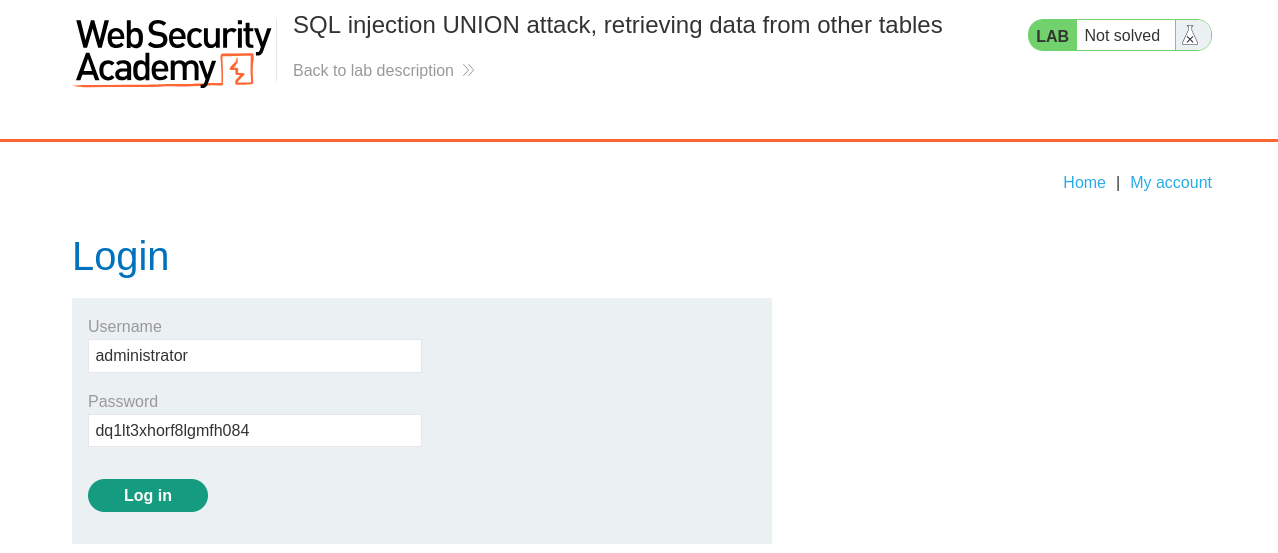 Web Security
Academy
SQL injection UNION attack, retrieving data from other tables
Back to lab description
LAB Not solved
Home | My account
Login
Username
administrator
Password
dq1lt3xhorf8lgmfh084
Log in